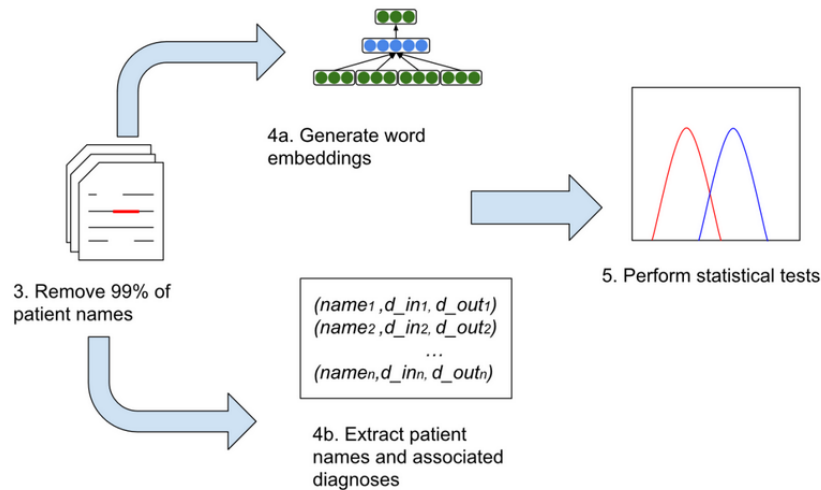 4a. Generate word
embeddings
3. Remove 99% of
patient names
(name1 ,d_in1, d_out1)
(name2 ,d_in2, d_out2)
...
(namen,d_inn, d_outn)
4b. Extract patient
names and associated
diagnoses
5. Perform statistical tests